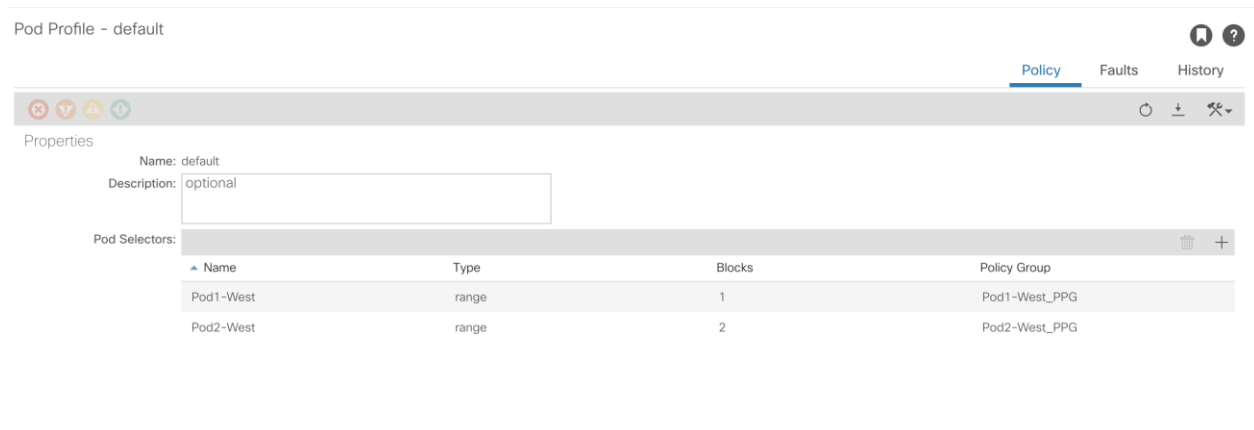 Pod Profile - default
Policy Faults History
Properties
Name: default
Description: optional
Pod Selectors:
Name Type Blocks Policy Group
Pod1-West range 1 Pod1-West_PPG
Pod2-West range 2 Pod2-West_PPG